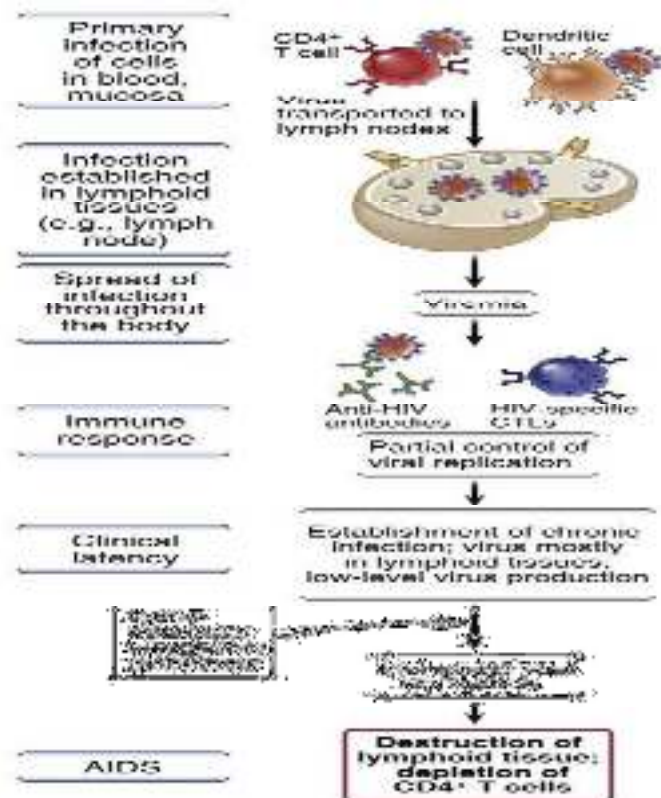 Primary
infection
of cells
in blood,
mucosa
CD4+
T cell
Dendritic
cell
Virus
transported to
lymph nodes
Infection
established
in lymphoid
tissues
(e.g., lymph
node)
Spread of
infection
throughout
the body
Viremia
Immune
response
Anti-HIV
antibodies
HIV-specific
CTLs
Partial control of
viral replication
Clinical
latency
Establishment of chronic
infection; virus mostly
in lymphoid tissues,
low-level virus production
AIDS
Destruction of
lymphoid tissue;
depletion of
CD4+ T cells